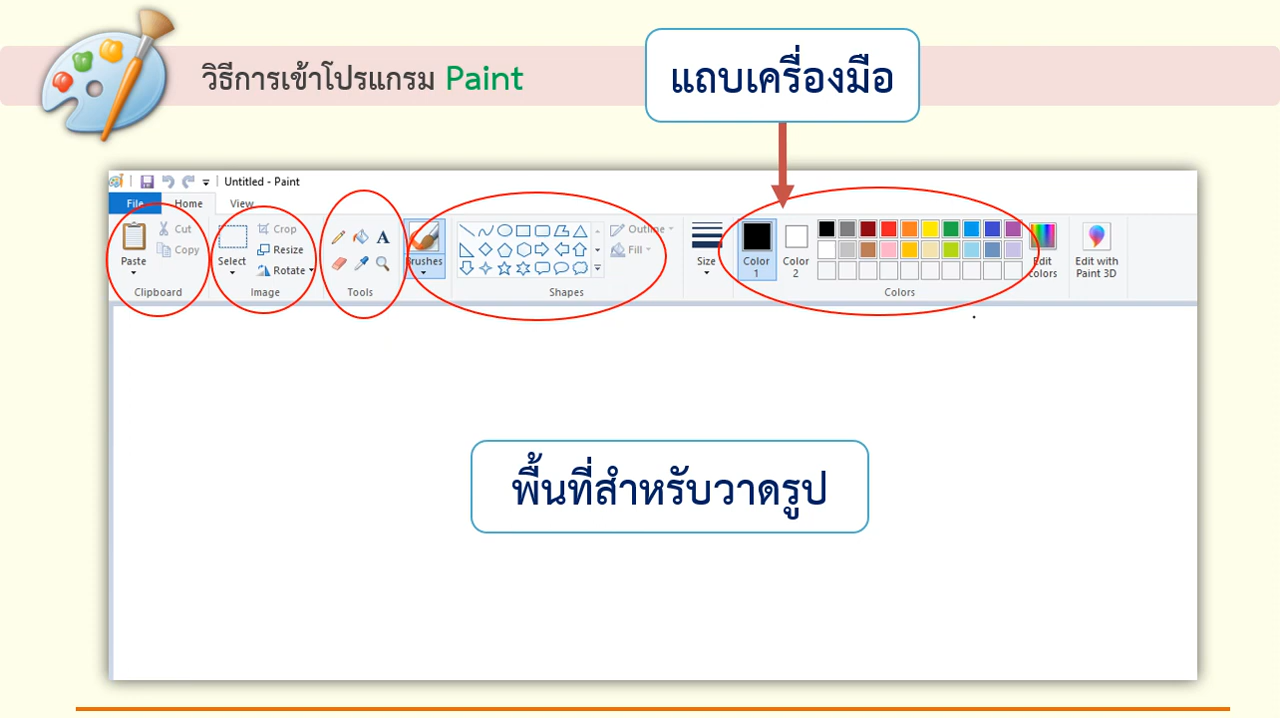 วิธีการเข้าโปรแกรม Paint
แถบเครื่องมือ
Untitled - Paint
File Home View
Paste
Cut
Copy
Clipboard
Select
Crop
Resize
Rotate
Image
A
Tools
Brushes
Outline
Fill
Shapes
Size
Color 1
Color 2
Colors
Edit colors
Edit with Paint 3D
พื้นที่สำหรับวาดรูป